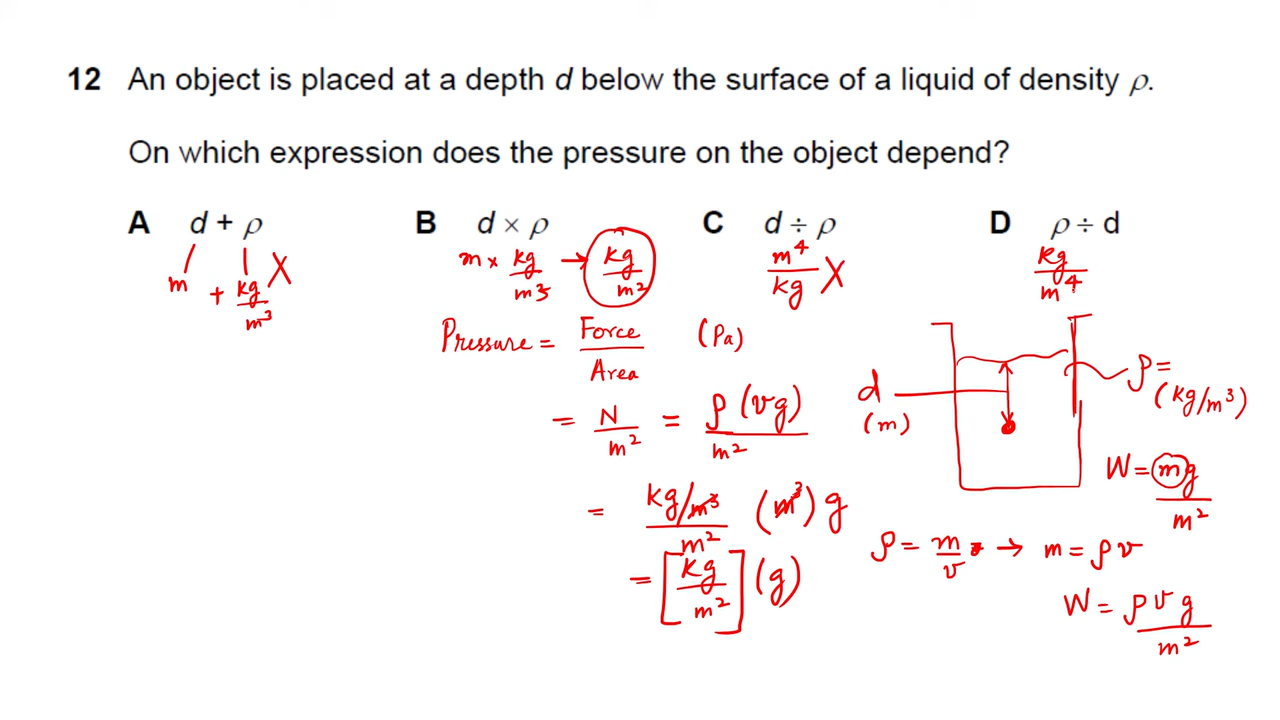 12 An object is placed at a depth d below the surface of a liquid of density ρ.
On which expression does the pressure on the object depend?
A d + ρ B d × ρ C d ÷ ρ D ρ ÷ d
m + kg/m³ X
m × kg/m³ → kg/m²
m⁴/kg X
kg/m⁴
Pressure = Force/Area (Pa)
= N/m² = ρ(vg)/m²
= kg/m³/m² (m³) g
= [kg/m²] (g)
d
(m)
ρ =
(kg/m³)
W = mg/m²
ρ = m/v → m = ρv
W = ρvg/m²